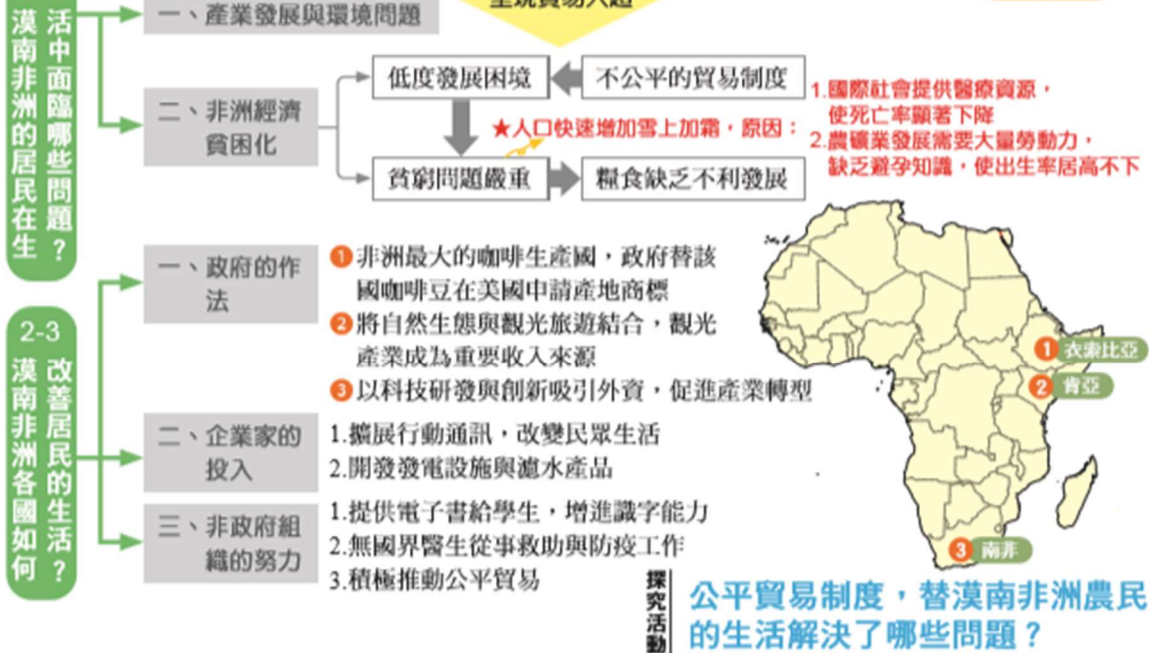 呈現貿易入超
漠南非洲的居民在生
活中面臨哪些問題？
一、產業發展與環境問題
二、非洲經濟
貧困化
低度發展困境
不公平的貿易制度
★人口快速增加雪上加霜，原因：
1.國際社會提供醫療資源，
使死亡率顯著下降
2.農礦業發展需要大量勞動力，
缺乏避孕知識，使出生率居高不下
貧窮問題嚴重
糧食缺乏不利發展
2-3
漠南非洲各國如何
改善居民的生活？
一、政府的作
法
1 非洲最大的咖啡生產國，政府替該
國咖啡豆在美國申請產地商標
2 將自然生態與觀光旅遊結合，觀光
產業成為重要收入來源
3 以科技研發與創新吸引外資，促進產業轉型
二、企業家的
投入
1.擴展行動通訊，改變民眾生活
2.開發發電設施與濾水產品
三、非政府組
織的努力
1.提供電子書給學生，增進識字能力
2.無國界醫生從事救助與防疫工作
3.積極推動公平貿易
1 衣索比亞
2 肯亞
3 南非
探究活動
公平貿易制度，替漠南非洲農民
的生活解決了哪些問題？